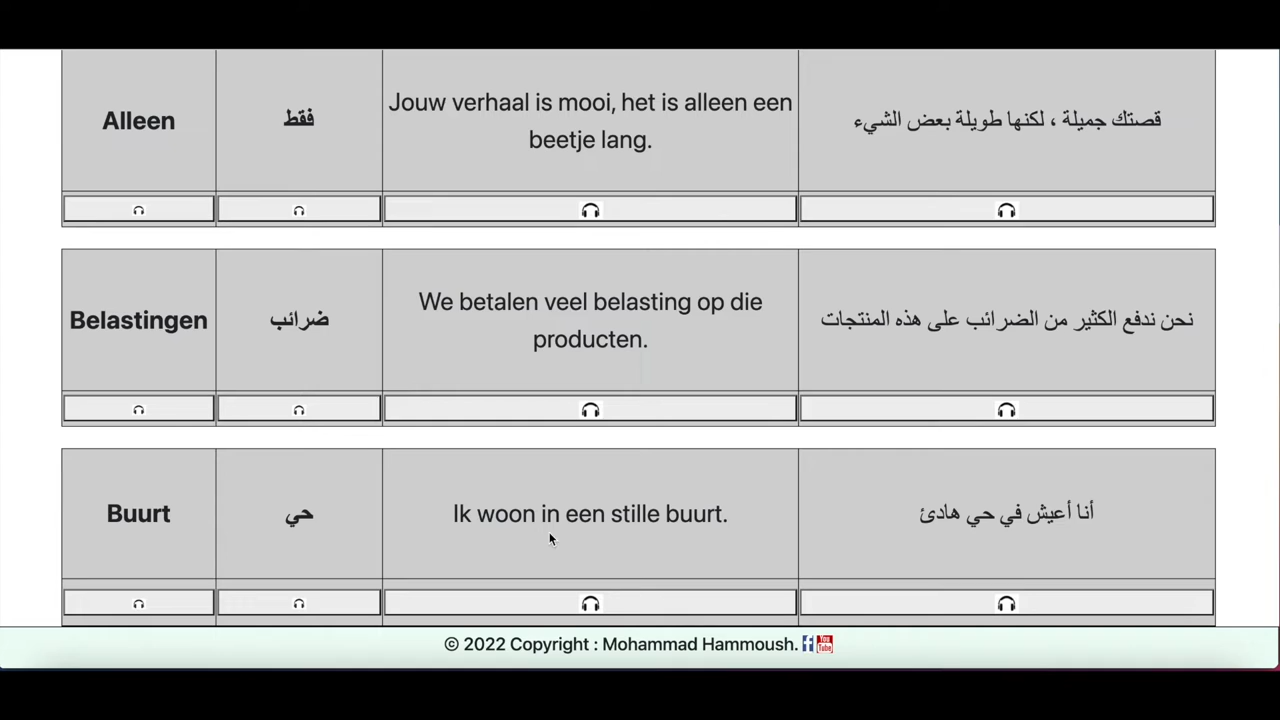 Alleen
فقط
Jouw verhaal is mooi, het is alleen een
beetje lang.
قصتك جميلة ، لكنها طويلة بعض الشيء
Belastingen
ضرائب
We betalen veel belasting op die
producten.
نحن ندفع الكثير من الضرائب على هذه المنتجات
Buurt
حي
Ik woon in een stille buurt.
أنا أعيش في حي هادئ
© 2022 Copyright : Mohammad Hammoush. f You Tube